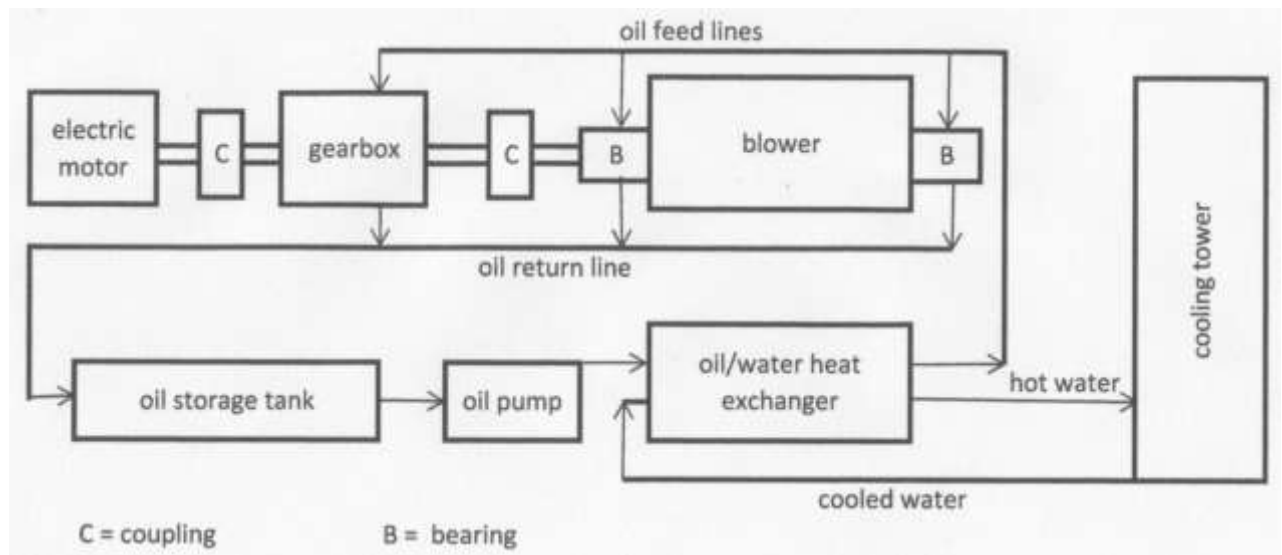 oil feed lines
electric
motor
C
gearbox
C
B
blower
B
cooling tower
oil return line
oil storage tank
oil pump
oil/water heat
exchanger
hot water
cooled water
C = coupling
B = bearing